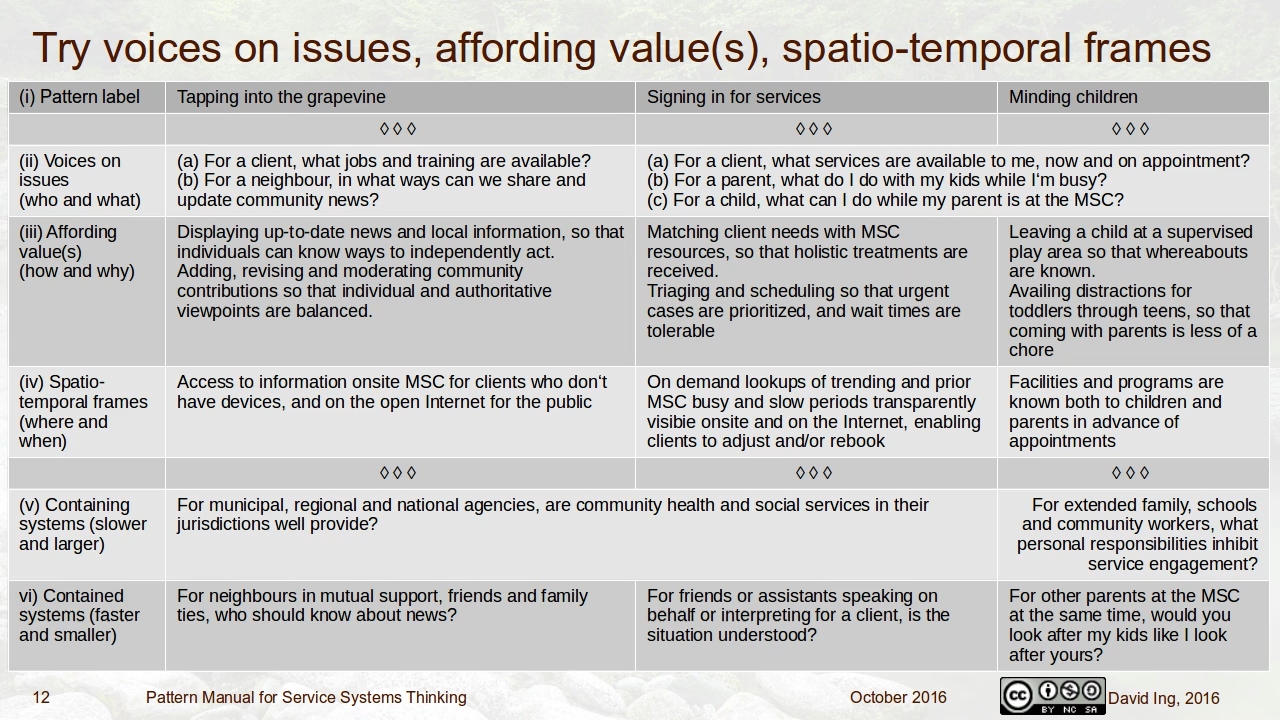 Try voices on issues, affording value(s), spatio-temporal frames
(i) Pattern label
Tapping into the grapevine
Signing in for services
Minding children
◊ ◊ ◊
◊ ◊ ◊
◊ ◊ ◊
(ii) Voices on
issues
(who and what)
(a) For a client, what jobs and training are available?
(b) For a neighbour, in what ways can we share and
update community news?
(a) For a client, what services are available to me, now and on appointment?
(b) For a parent, what do I do with my kids while I‘m busy?
(c) For a child, what can I do while my parent is at the MSC?
(iii) Affording
value(s)
(how and why)
Displaying up-to-date news and local information, so that
individuals can know ways to independently act.
Adding, revising and moderating community
contributions so that individual and authoritative
viewpoints are balanced.
Matching client needs with MSC
resources, so that holistic treatments are
received.
Triaging and scheduling so that urgent
cases are prioritized, and wait times are
tolerable
Leaving a child at a supervised
play area so that whereabouts
are known.
Availing distractions for
toddlers through teens, so that
coming with parents is less of a
chore
(iv) Spatio-
temporal frames
(where and
when)
Access to information onsite MSC for clients who don‘t
have devices, and on the open Internet for the public
On demand lookups of trending and prior
MSC busy and slow periods transparently
visibie onsite and on the Internet, enabling
clients to adjust and/or rebook
Facilities and programs are
known both to children and
parents in advance of
appointments
◊ ◊ ◊
◊ ◊ ◊
◊ ◊ ◊
(v) Containing
systems (slower
and larger)
For municipal, regional and national agencies, are community health and social services in their
jurisdictions well provide?
For extended family, schools
and community workers, what
personal responsibilities inhibit
service engagement?
vi) Contained
systems (faster
and smaller)
For neighbours in mutual support, friends and family
ties, who should know about news?
For friends or assistants speaking on
behalf or interpreting for a client, is the
situation understood?
For other parents at the MSC
at the same time, would you
look after my kids like I look
after yours?
12
Pattern Manual for Service Systems Thinking
October 2016
cc
BY NC SA
David Ing, 2016